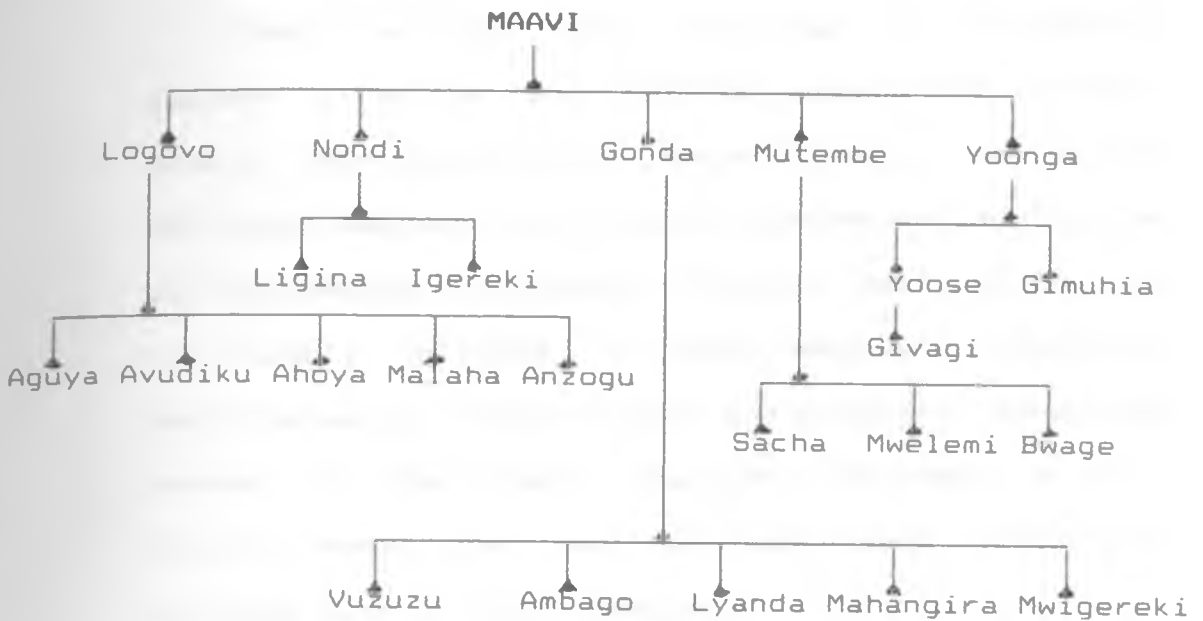 MAAVI
Logovo Nondi Gonda Mutembe Yoonga
Ligina Igereki Yoose Gimuhia
Givagi
Aguya Avudiku Ahoya Malaha Anzogu
Sacha Mwelemi Bwage
Vuzuzu Ambago Lyanda Mahangira Mwigereki